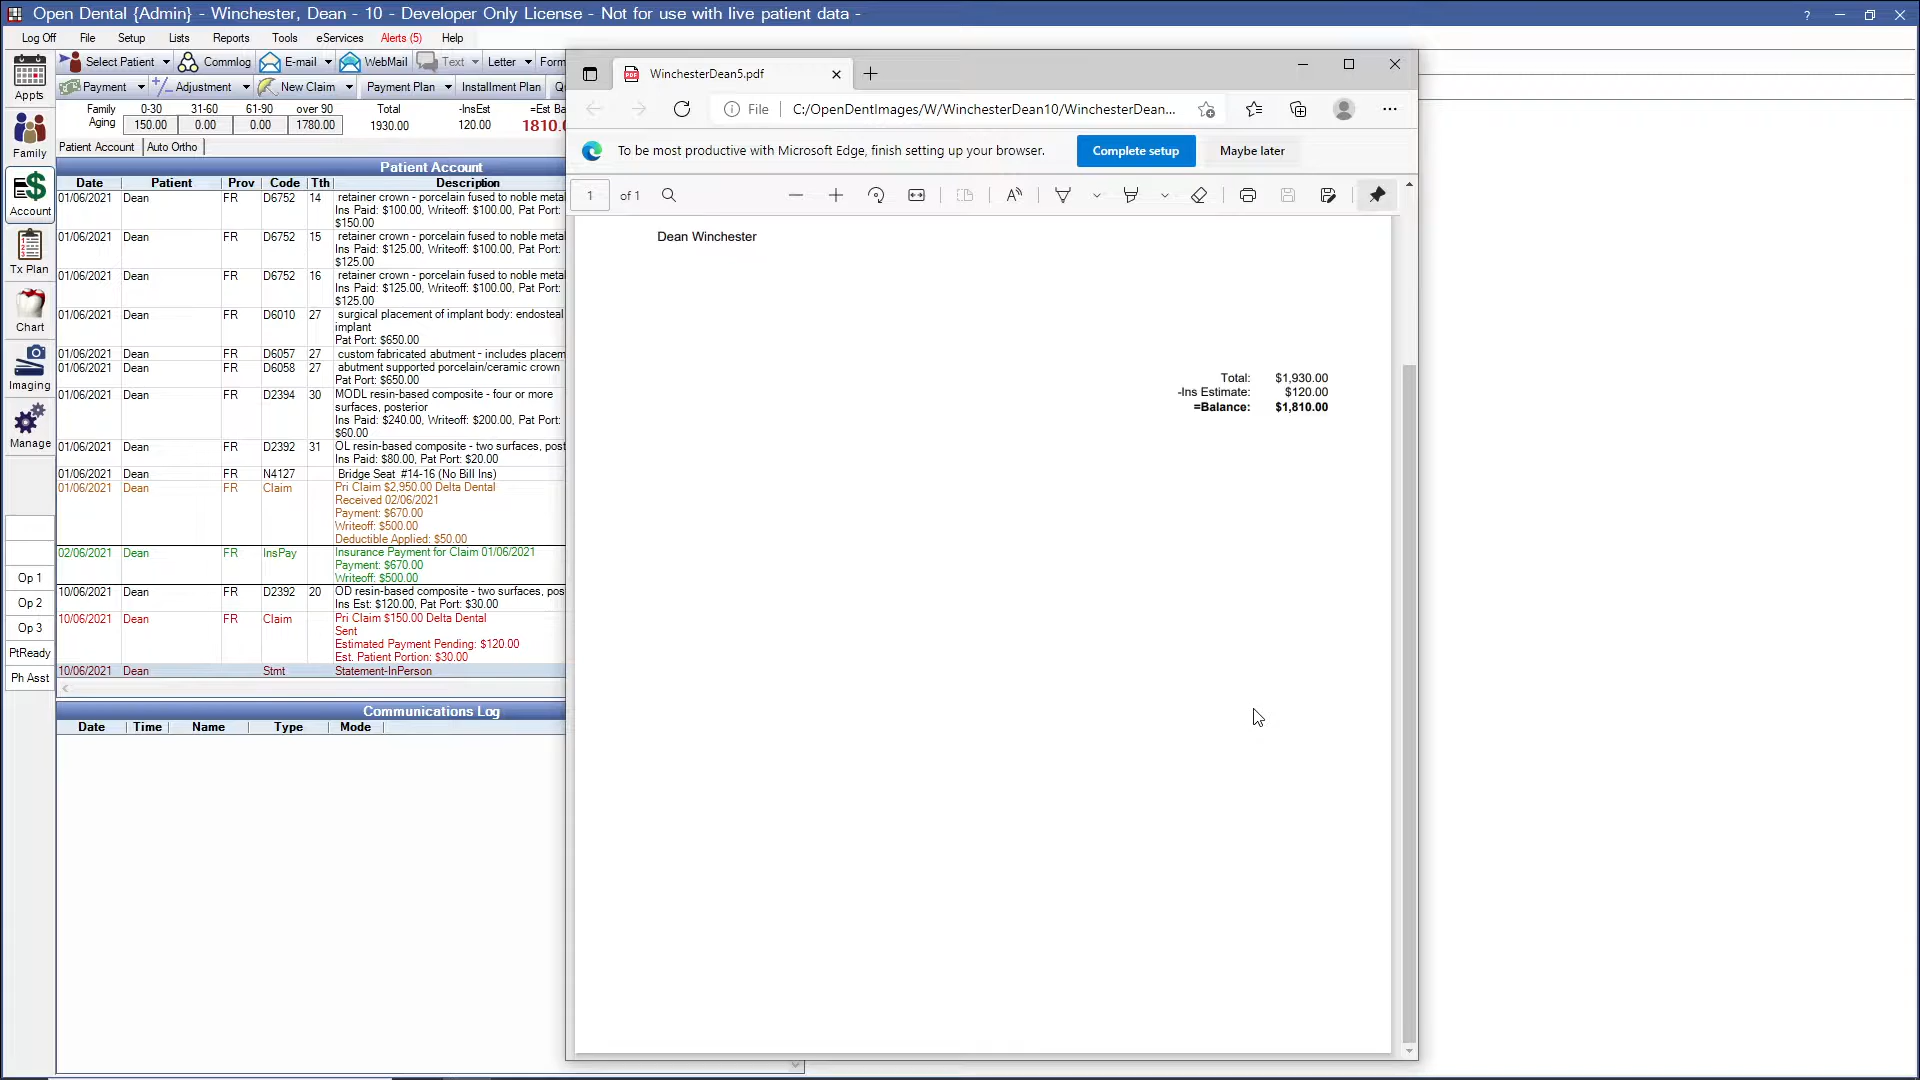 Open Dental {Admin} - Winchester, Dean - 10 - Developer Only License - Not for use with live patient data -
Log Off File Setup Lists Reports Tools eServices Alerts (5) Help
Select Patient Commlog E-mail WebMail Text Letter Form
Payment Adjustment New Claim Payment Plan Installment Plan
Family Aging
0-30 31-60 61-90 over 90 Total -InsEst =Est Ba
150.00 0.00 0.00 1780.00 1930.00 120.00 1810.
Patient Account Auto Ortho
Patient Account
Date Patient Prov Code Tth Description
01/06/2021 Dean FR D6752 14 retainer crown - porcelain fused to noble metal
Ins Paid: $100.00, Writeoff: $100.00, Pat Port:
$150.00
01/06/2021 Dean FR D6752 15 retainer crown - porcelain fused to noble metal
Ins Paid: $125.00, Writeoff: $100.00, Pat Port:
$125.00
01/06/2021 Dean FR D6752 16 retainer crown - porcelain fused to noble metal
Ins Paid: $125.00, Writeoff: $100.00, Pat Port:
$125.00
01/06/2021 Dean FR D6010 27 surgical placement of implant body: endosteal
implant
Pat Port: $650.00
01/06/2021 Dean FR D6057 27 custom fabricated abutment - includes placem
01/06/2021 Dean FR D6058 27 abutment supported porcelain/ceramic crown
Pat Port: $650.00
01/06/2021 Dean FR D2394 30 MODL resin-based composite - four or more
surfaces, posterior
Ins Paid: $240.00, Writeoff: $200.00, Pat Port:
$60.00
01/06/2021 Dean FR D2392 31 OL resin-based composite - two surfaces, post
Ins Paid: $80.00, Pat Port: $20.00
01/06/2021 Dean FR N4127 Bridge Seat #14-16 (No Bill Ins)
01/06/2021 Dean FR Claim Pri Claim $2,950.00 Delta Dental
Received 02/06/2021
Payment: $670.00
Writeoff: $500.00
Deductible Applied: $50.00
02/06/2021 Dean FR InsPay Insurance Payment for Claim 01/06/2021
Payment: $670.00
Writeoff: $500.00
10/06/2021 Dean FR D2392 20 OD resin-based composite - two surfaces, pos
Ins Est: $120.00, Pat Port: $30.00
10/06/2021 Dean FR Claim Pri Claim $150.00 Delta Dental
Sent
Estimated Payment Pending: $120.00
Est. Patient Portion: $30.00
10/06/2021 Dean Stmt Statement-InPerson
Communications Log
Date Time Name Type Mode
Appts
Family
Account
Tx Plan
Chart
Imaging
Manage
Op 1
Op 2
Op 3
PtReady
Ph Asst
WinchesterDean5.pdf
File C:/OpenDentImages/W/WinchesterDean10/WinchesterDean...
To be most productive with Microsoft Edge, finish setting up your browser. Complete setup Maybe later
1 of 1
Dean Winchester
Total: $1,930.00
-Ins Estimate: $120.00
=Balance: $1,810.00